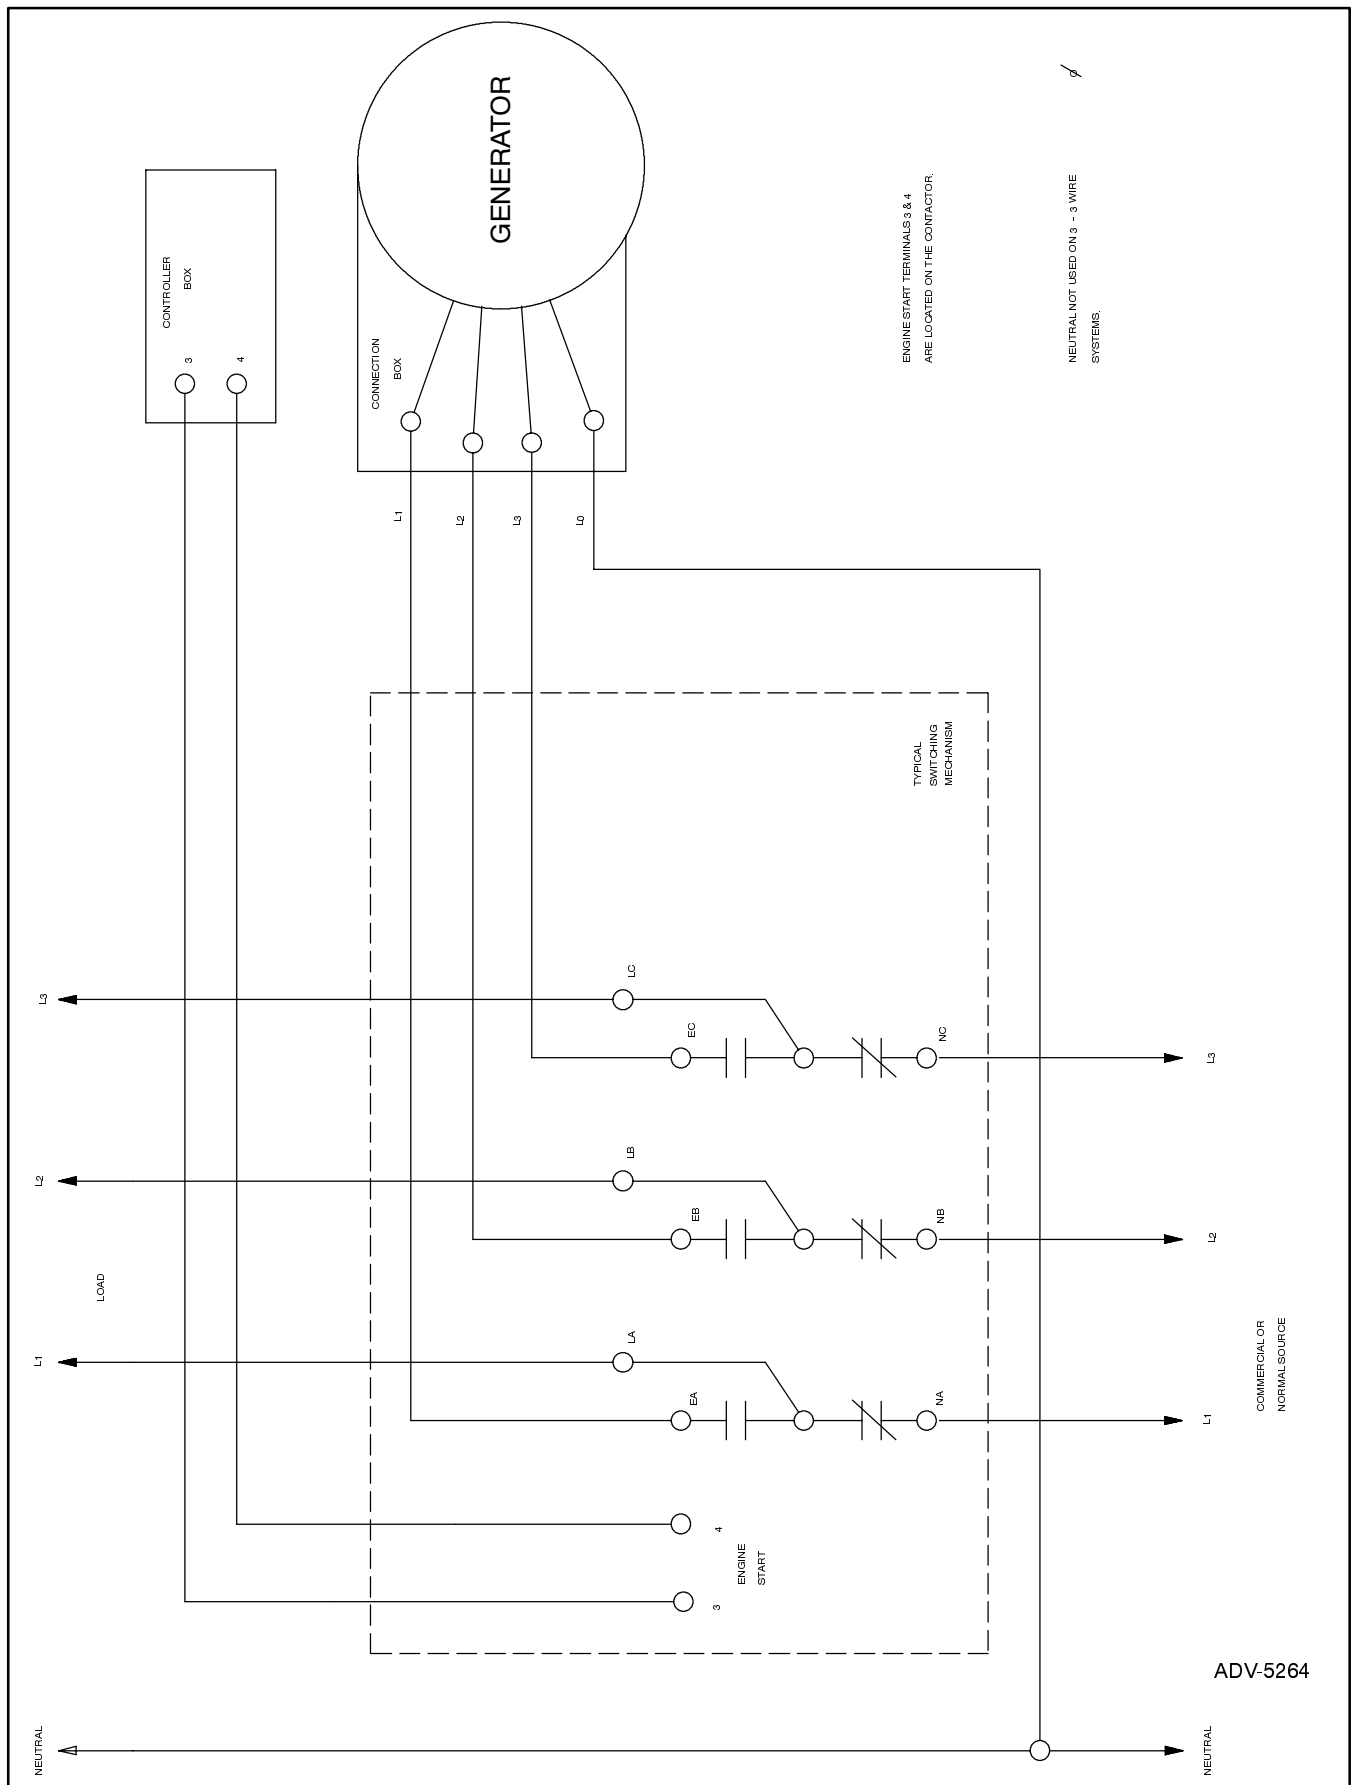 GENERATOR
CONTROLLER
BOX
3
4
CONNECTION
BOX
L1
L2
L3
L0
ENGINE START TERMINALS 3 & 4
ARE LOCATED ON THE CONTACTOR.
NEUTRAL NOT USED ON 3 - 3 WIRE
SYSTEMS.
TYPICAL
SWITCHING
MECHANISM
L3
LC
EC
NC
L3
L2
LB
EB
NB
L2
LOAD
L1
LA
EA
NA
L1
COMMERCIAL OR
NORMAL SOURCE
4
ENGINE
START
3
ADV-5264
NEUTRAL
NEUTRAL